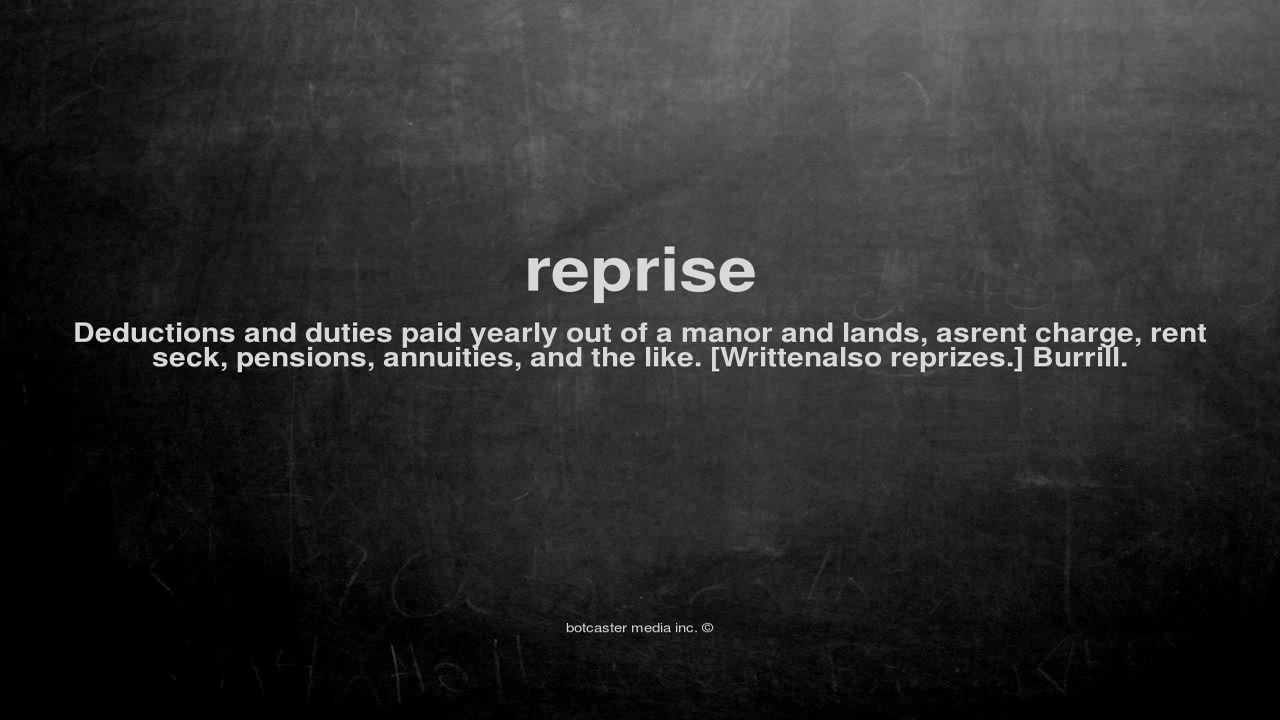 reprise
Deductions and duties paid yearly out of a manor and lands, asrent charge, rent
seck, pensions, annuities, and the like. [Writtenalso reprizes.] Burrill.
botcaster media inc. ©